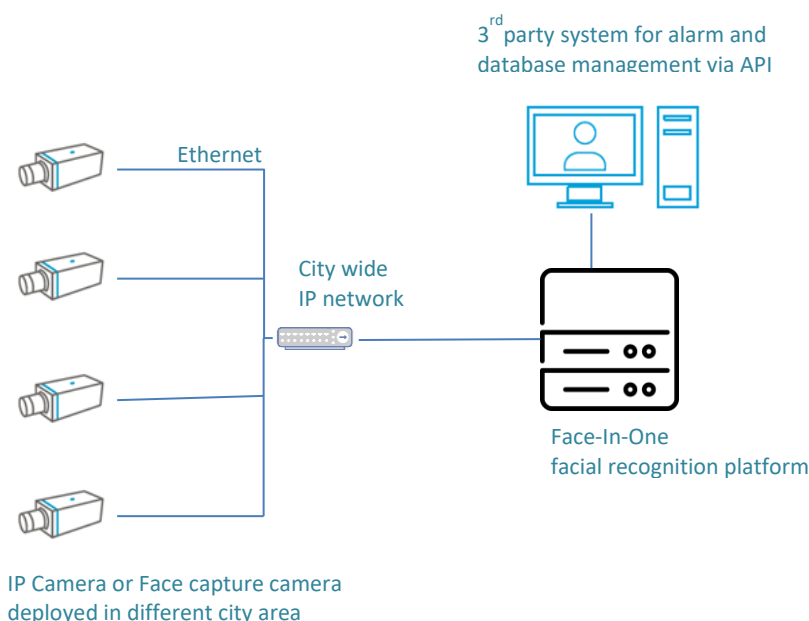 3rd party system for alarm and
database management via API
Ethernet
City wide
IP network
Face-In-One
facial recognition platform
IP Camera or Face capture camera
deployed in different city area